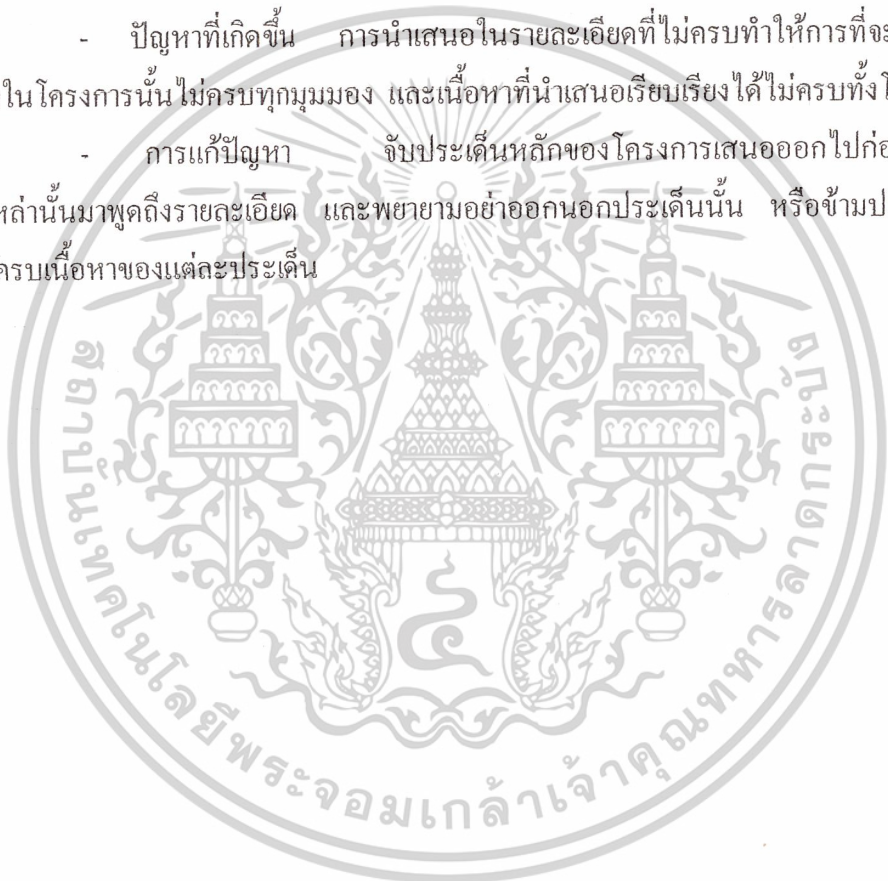 - ปัญหาที่เกิดขึ้น การนำเสนอในรายละเอียดที่ไม่ครบทำให้การที่จะ
ในโครงการนั้นไม่ครบทุกมุมมอง และเนื้อหาที่นำเสนอเรียบเรียงได้ไม่ครบทั้ง
- การแก้ปัญหา จับประเด็นหลักของโครงการเสนอออกไปก่อ
หล่านั้นมาพูดถึงรายละเอียด และพยายามอย่าออกนอกประเด็นนั้น หรือข้ามป
ครบเนื้อหาของแต่ละประเด็น
สถาบันเทคโนโลยีพระจอมเกล้าเจ้าคุณทหารลาดกระบัง
๔